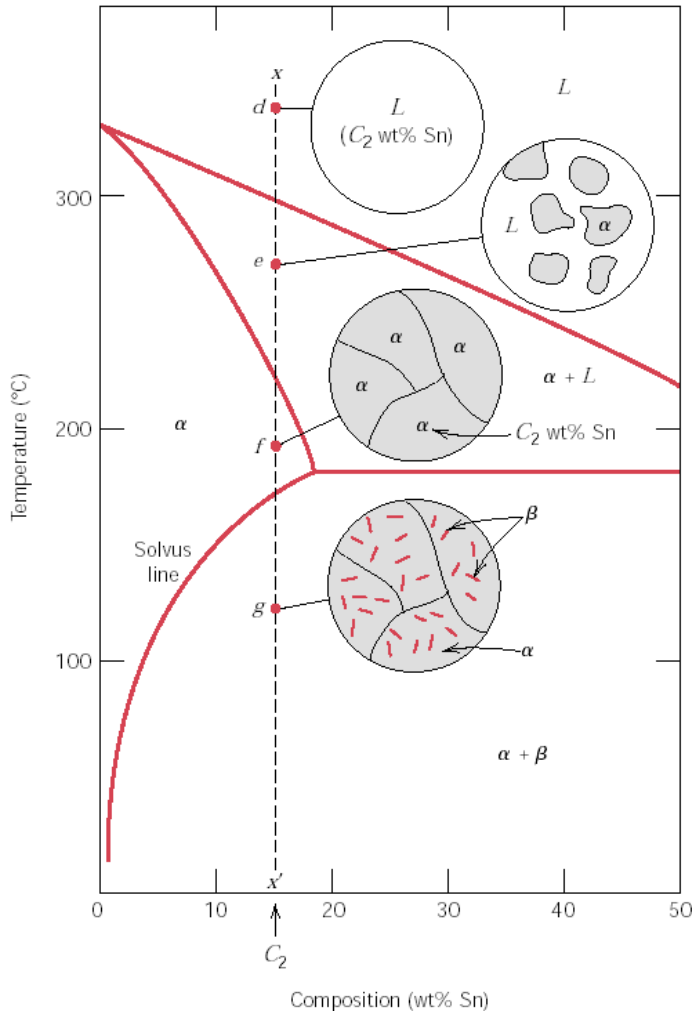 x
d
L
(C₂ wt% Sn)
L
300
e
L
α
α
α
α
α
C₂ wt% Sn
α + L
α
200
f
Temperature (°C)
Solvus
line
β
g
α
100
α + β
x′
0
10
20
30
40
50
C₂
Composition (wt% Sn)